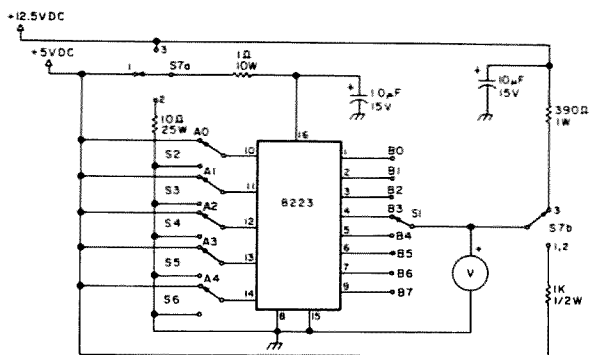 +12.5VDC
+5VDC
3
1
S7a
1Ω
10W
+
10µF
15V
+
10µF
15V
390Ω
1W
2
10Ω
25W
16
A0
10
S2
A1
11
S3
A2
12
S4
A3
13
S5
A4
14
S6
8223
1
B0
2
B1
3
B2
4
B3
S1
5
B4
6
B5
7
B6
9
B7
8
15
+
V
3
S7b
1,2
1K
1/2W